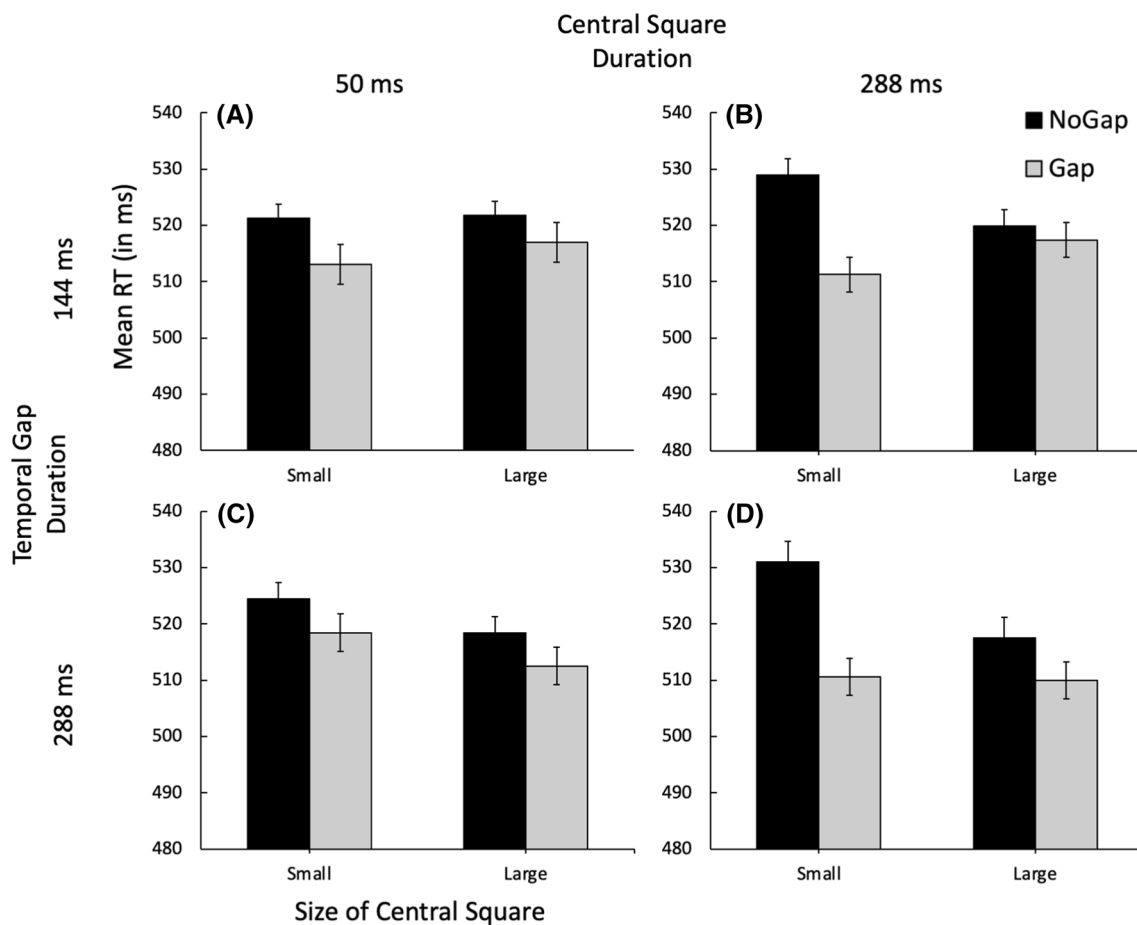 Central Square
Duration
50 ms
288 ms
Temporal Gap
Duration
144 ms
288 ms
Mean RT (in ms)
(A)
540
530
520
510
500
490
480
Small
Large
(B)
NoGap
Gap
540
530
520
510
500
490
480
Small
Large
(C)
540
530
520
510
500
490
480
Small
Large
(D)
540
530
520
510
500
490
480
Small
Large
Size of Central Square